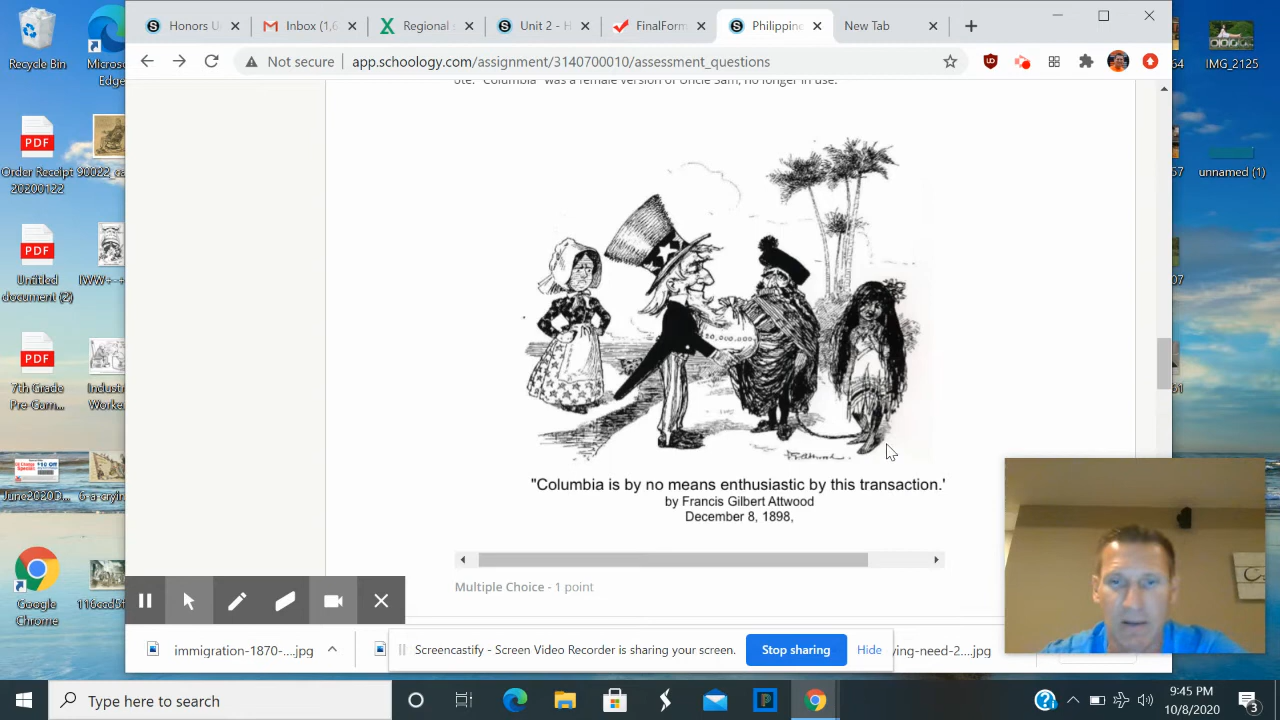 Honors U
Inbox (1,6
Regional s
Unit 2 - H
FinalForm
Philippine
New Tab
Not secure
app.schoology.com/assignment/3140700010/assessment_questions
Recycle Bin
Edge
PDF
Order Receipt
20200122
PDF
Untitled
document (2)
PDF
7th Grade
Pre-Gam...
Google
Chrome
IMG_2125
unnamed (1)
"Columbia" was a female version of Uncle Sam, no longer in use.
"Columbia is by no means enthusiastic by this transaction.'
by Francis Gilbert Attwood
December 8, 1898,
Multiple Choice - 1 point
immigration-1870-....jpg
Screencastify - Screen Video Recorder is sharing your screen.
Stop sharing
Hide
ving-need-2....jpg
Type here to search
9:45 PM
10/8/2020
3